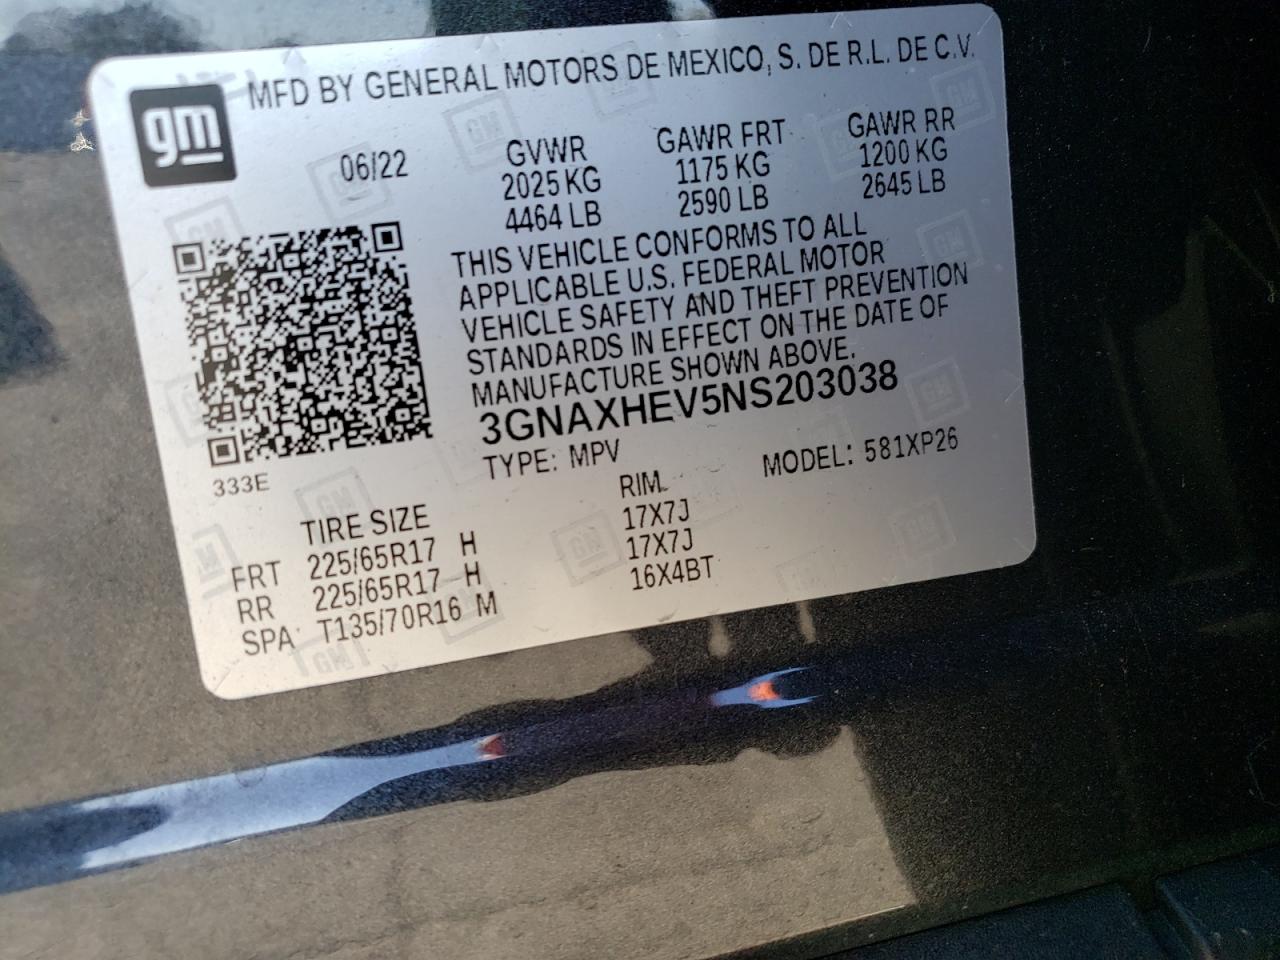 gm
MFD BY GENERAL MOTORS DE MEXICO, S. DE R.L. DE C.V.
06/22 GVWR GAWR FRT GAWR RR
2025 KG 1175 KG 1200 KG
4464 LB 2590 LB 2645 LB
THIS VEHICLE CONFORMS TO ALL
APPLICABLE U.S. FEDERAL MOTOR
VEHICLE SAFETY AND THEFT PREVENTION
STANDARDS IN EFFECT ON THE DATE OF
MANUFACTURE SHOWN ABOVE.
3GNAXHEV5NS203038
TYPE: MPV MODEL: 581XP26
333E
TIRE SIZE RIM
FRT 225/65R17 H 17X7J
RR 225/65R17 H 17X7J
SPA T135/70R16 M 16X4BT